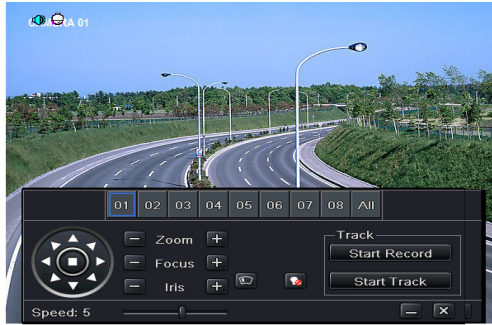 CAMERA 01
01 02 03 04 05 06 07 08 All
Zoom
Focus
Iris
Track
Start Record
Start Track
Speed: 5